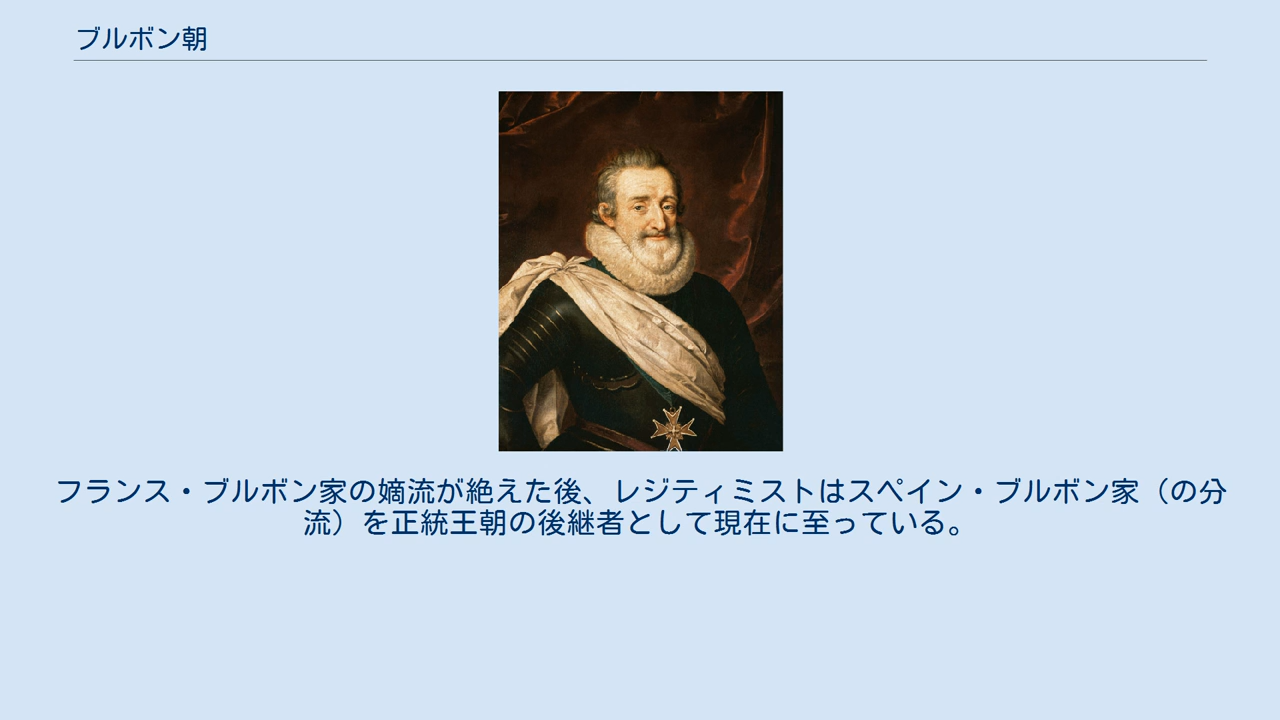 ブルボン朝
フランス・ブルボン家の嫡流が絶えた後、レジティミストはスペイン・ブルボン家（の分
流）を正統王朝の後継者として現在に至っている。